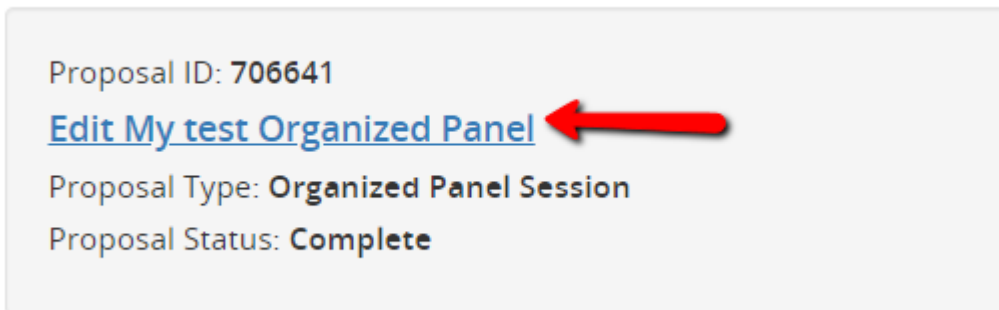 Proposal ID: 706641
Edit My test Organized Panel
Proposal Type: Organized Panel Session
Proposal Status: Complete